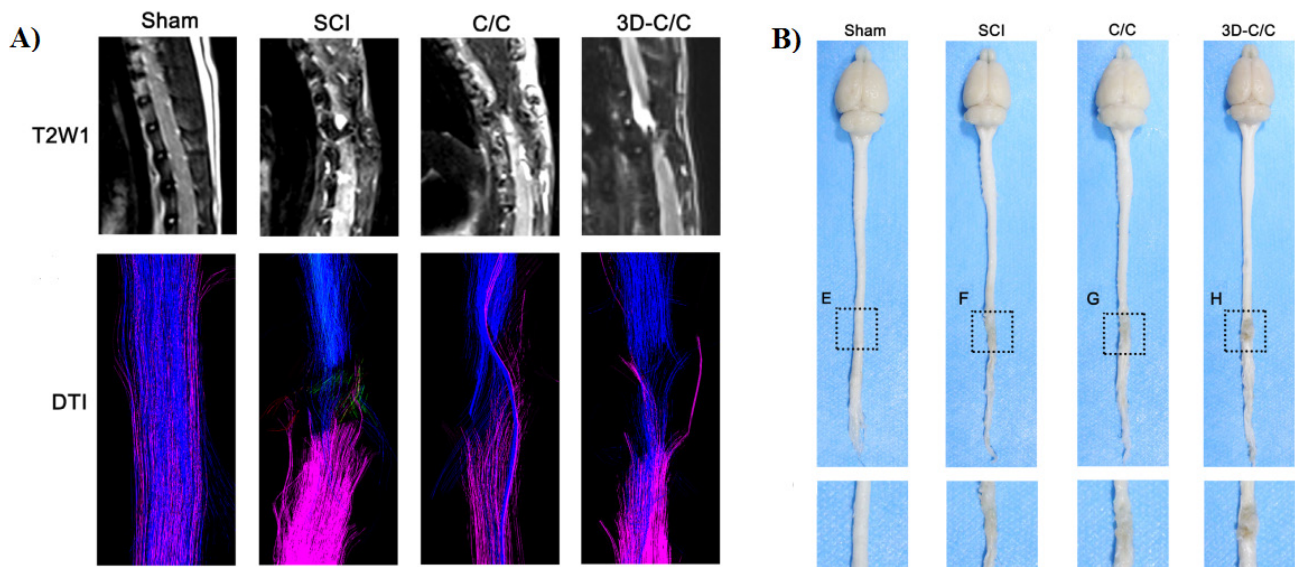 A)
Sham SCI C/C 3D-C/C
T2W1
DTI
B)
Sham SCI C/C 3D-C/C
E F G H